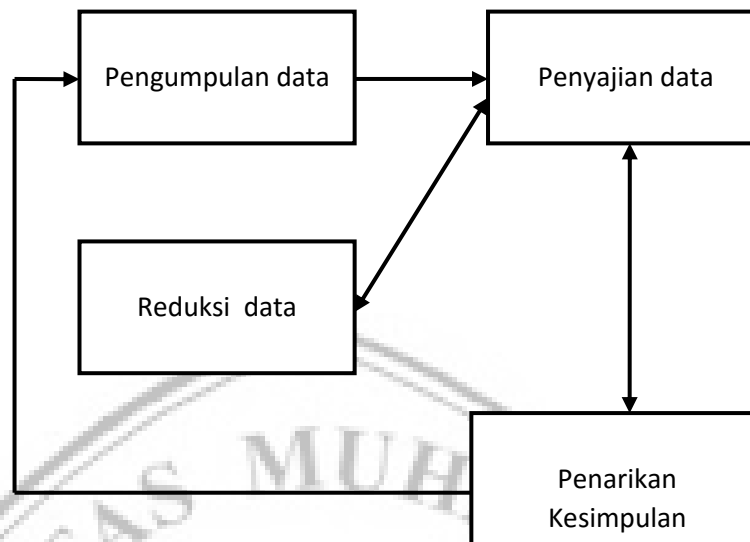 Pengumpulan data
Penyajian data
Reduksi data
Penarikan
Kesimpulan